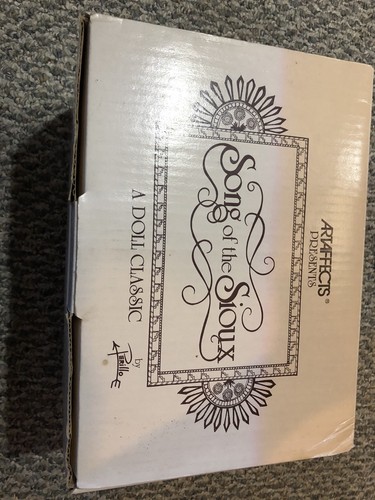 ARTAFFECTS®
PRESENTS
Song of the Sioux
A DOLL CLASSIC
by
Perillo